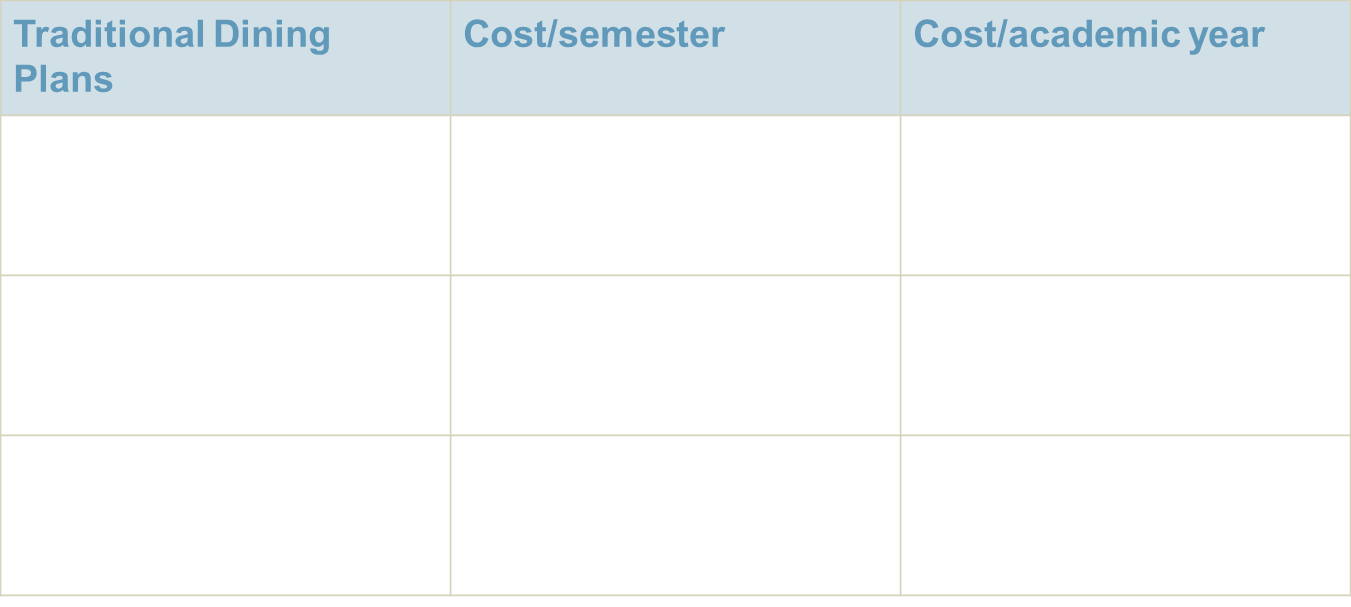 Traditional Dining
Plans
Cost/semester
Cost/academic year